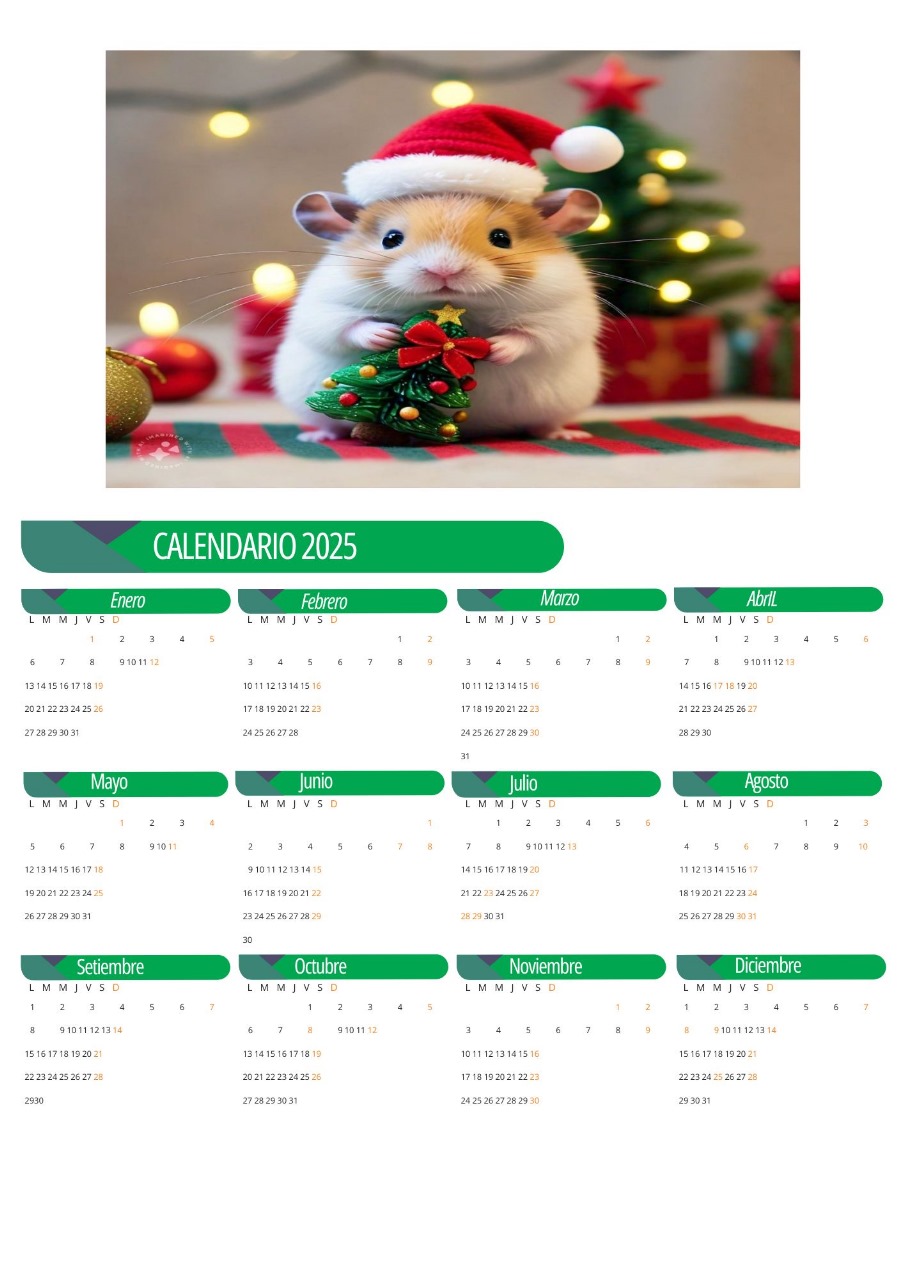 IMAGINED WITH AI
CALENDARIO 2025
Enero
L M M J V S D
1 2 3 4 5
6 7 8 9 10 11 12
13 14 15 16 17 18 19
20 21 22 23 24 25 26
27 28 29 30 31
Febrero
L M M J V S D
1 2
3 4 5 6 7 8 9
10 11 12 13 14 15 16
17 18 19 20 21 22 23
24 25 26 27 28
Marzo
L M M J V S D
1 2
3 4 5 6 7 8 9
10 11 12 13 14 15 16
17 18 19 20 21 22 23
24 25 26 27 28 29 30
31
AbrIL
L M M J V S D
1 2 3 4 5 6
7 8 9 10 11 12 13
14 15 16 17 18 19 20
21 22 23 24 25 26 27
28 29 30
Mayo
L M M J V S D
1 2 3 4
5 6 7 8 9 10 11
12 13 14 15 16 17 18
19 20 21 22 23 24 25
26 27 28 29 30 31
Junio
L M M J V S D
1
2 3 4 5 6 7 8
9 10 11 12 13 14 15
16 17 18 19 20 21 22
23 24 25 26 27 28 29
30
Julio
L M M J V S D
1 2 3 4 5 6
7 8 9 10 11 12 13
14 15 16 17 18 19 20
21 22 23 24 25 26 27
28 29 30 31
Agosto
L M M J V S D
1 2 3
4 5 6 7 8 9 10
11 12 13 14 15 16 17
18 19 20 21 22 23 24
25 26 27 28 29 30 31
Setiembre
L M M J V S D
1 2 3 4 5 6 7
8 9 10 11 12 13 14
15 16 17 18 19 20 21
22 23 24 25 26 27 28
2930
Octubre
L M M J V S D
1 2 3 4 5
6 7 8 9 10 11 12
13 14 15 16 17 18 19
20 21 22 23 24 25 26
27 28 29 30 31
Noviembre
L M M J V S D
1 2
3 4 5 6 7 8 9
10 11 12 13 14 15 16
17 18 19 20 21 22 23
24 25 26 27 28 29 30
Diciembre
L M M J V S D
1 2 3 4 5 6 7
8 9 10 11 12 13 14
15 16 17 18 19 20 21
22 23 24 25 26 27 28
29 30 31